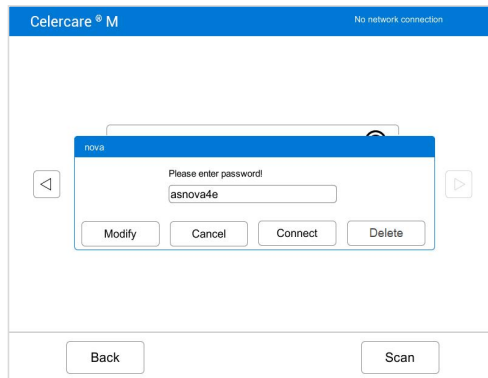 Celercare ® M
No network connection
nova
Please enter password!
asnova4e
Modify Cancel Connect Delete
Back Scan